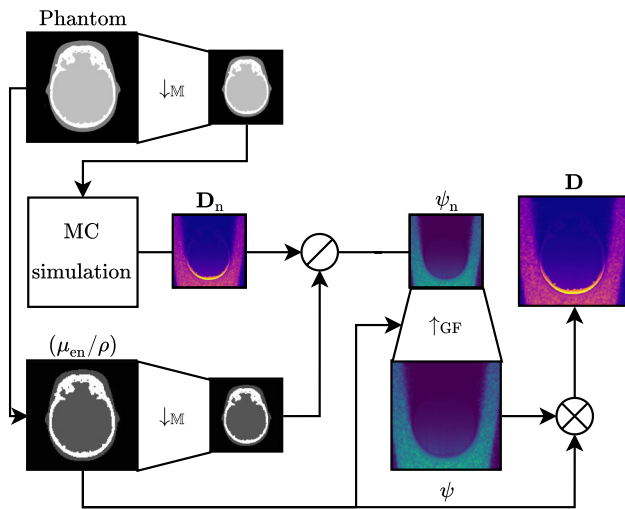 Phantom
↓𝕄
D
Dₙ
ψₙ
MC
simulation
(μₑₙ/ρ)
↑GF
↓𝕄
ψ